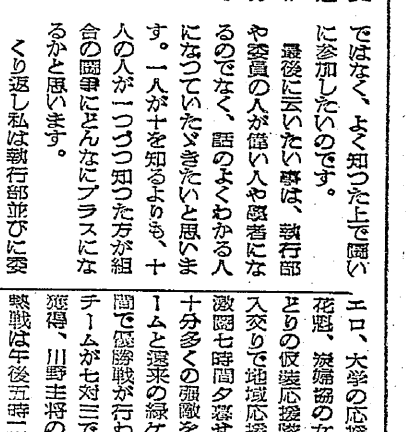 ではなく、よく知つた上で闘い
に参加したいのです。
最後に云いたい事は、執行部
や委員の人が偉い人や學者にな
るのでなく、話のよくわかる人
になつていたゞきたいと思いま
す。一人が十を知るよりも、十
人の人が一つづつ知つた方が組
合の闘爭にどんなにプラスにな
るかと思います。
くり返し私は執行部並びに委
エロ、大学の応援
花魁、淡婦協の女
どりの仮装応援隊
入交りで地域応援
激闘七時間夕暮せ
十分多くの強敵を
ームと遠来の緑ケ
間で優勝戦が行わ
チームが七対三で
獲得、川野主将の
熱戦は午後五時一